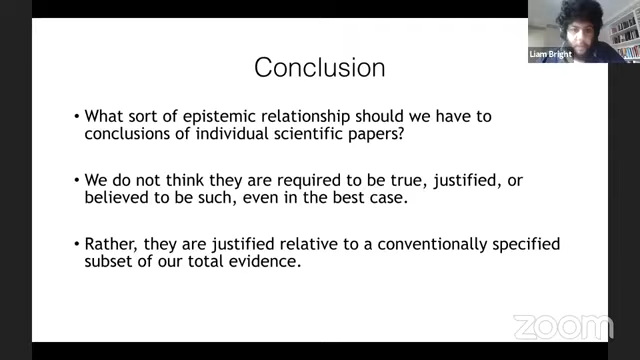 Liam Bright
Conclusion
• What sort of epistemic relationship should we have to
conclusions of individual scientific papers?
• We do not think they are required to be true, justified, or
believed to be such, even in the best case.
• Rather, they are justified relative to a conventionally specified
subset of our total evidence.
zoom